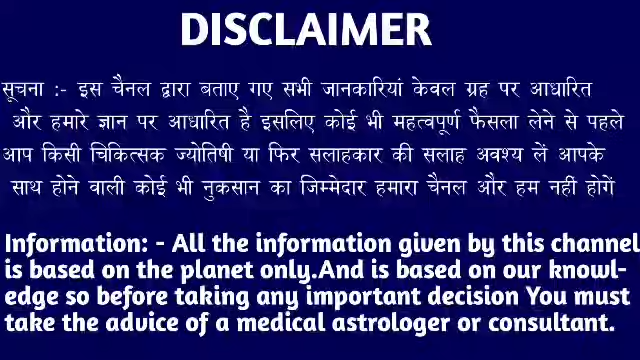 DISCLAIMER
सूचना :- इस चैनल द्वारा बताए गए सभी जानकारियां केवल ग्रह पर आधारित
और हमारे ज्ञान पर आधारित है इसलिए कोई भी महत्वपूर्ण फैसला लेने से पहले
आप किसी चिकित्सक ज्योतिषी या फिर सलाहकार की सलाह अवश्य लें आपके
साथ होने वाली कोई भी नुकसान का जिम्मेदार हमारा चैनल और हम नहीं होगें
Information: - All the information given by this channel
is based on the planet only.And is based on our knowl-
edge so before taking any important decision You must
take the advice of a medical astrologer or consultant.